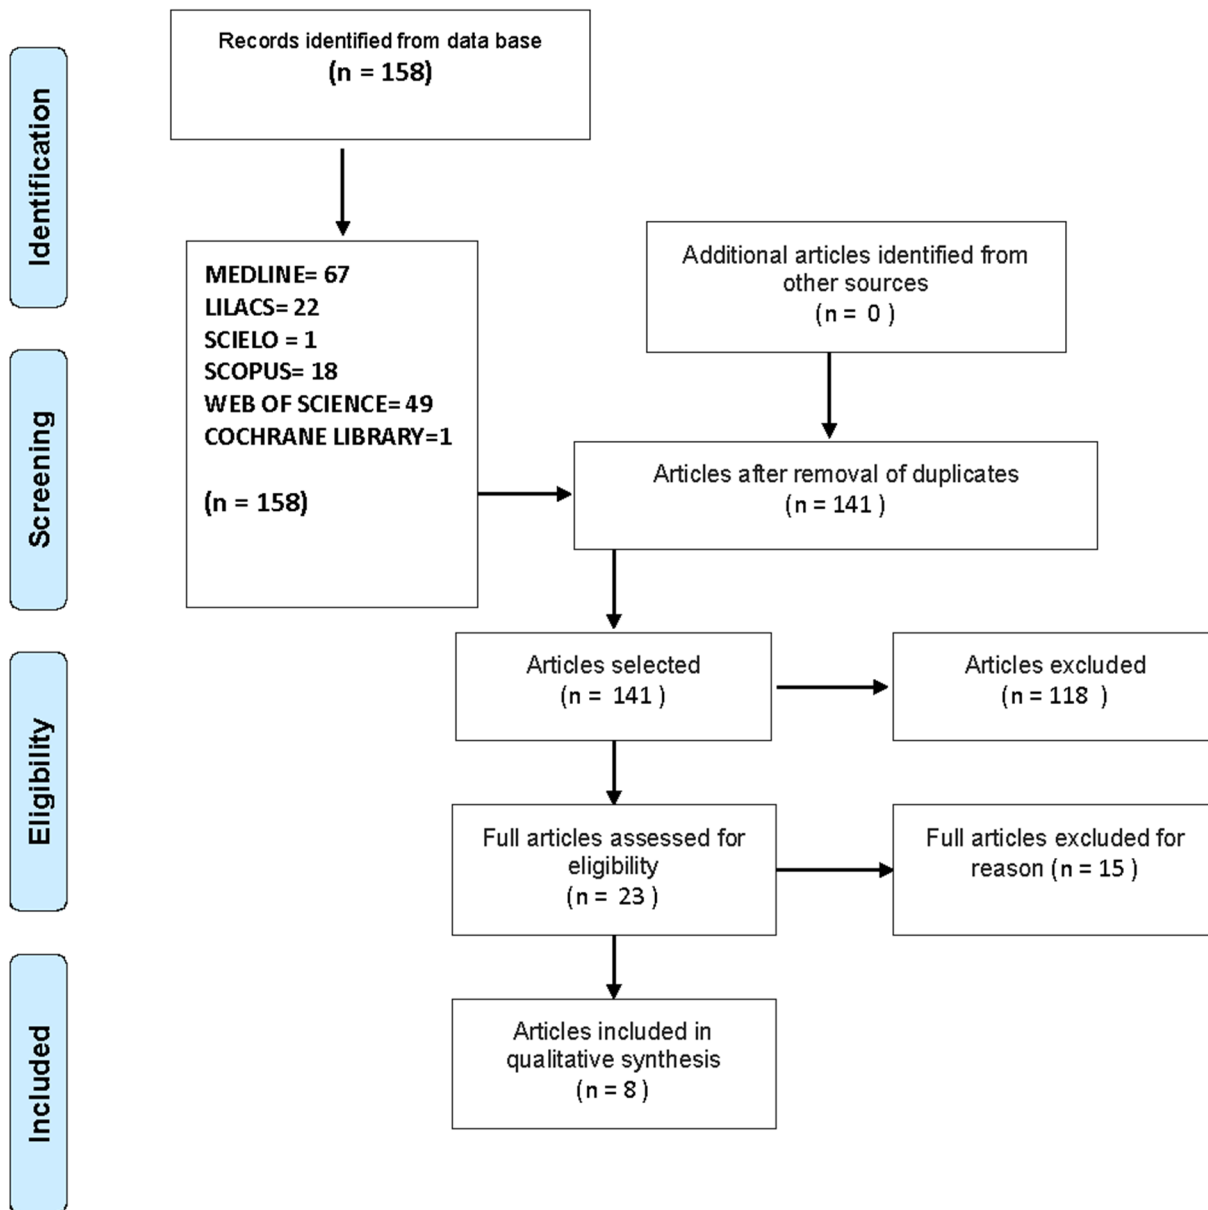 Identification
Records identified from data base
(n = 158)
MEDLINE= 67
LILACS= 22
SCIELO = 1
SCOPUS= 18
WEB OF SCIENCE= 49
COCHRANE LIBRARY=1
(n = 158)
Additional articles identified from
other sources
(n = 0 )
Screening
Articles after removal of duplicates
(n = 141 )
Articles selected
(n = 141 )
Articles excluded
(n = 118 )
Eligibility
Full articles assessed for
eligibility
(n = 23 )
Full articles excluded for
reason (n = 15 )
Included
Articles included in
qualitative synthesis
(n = 8 )